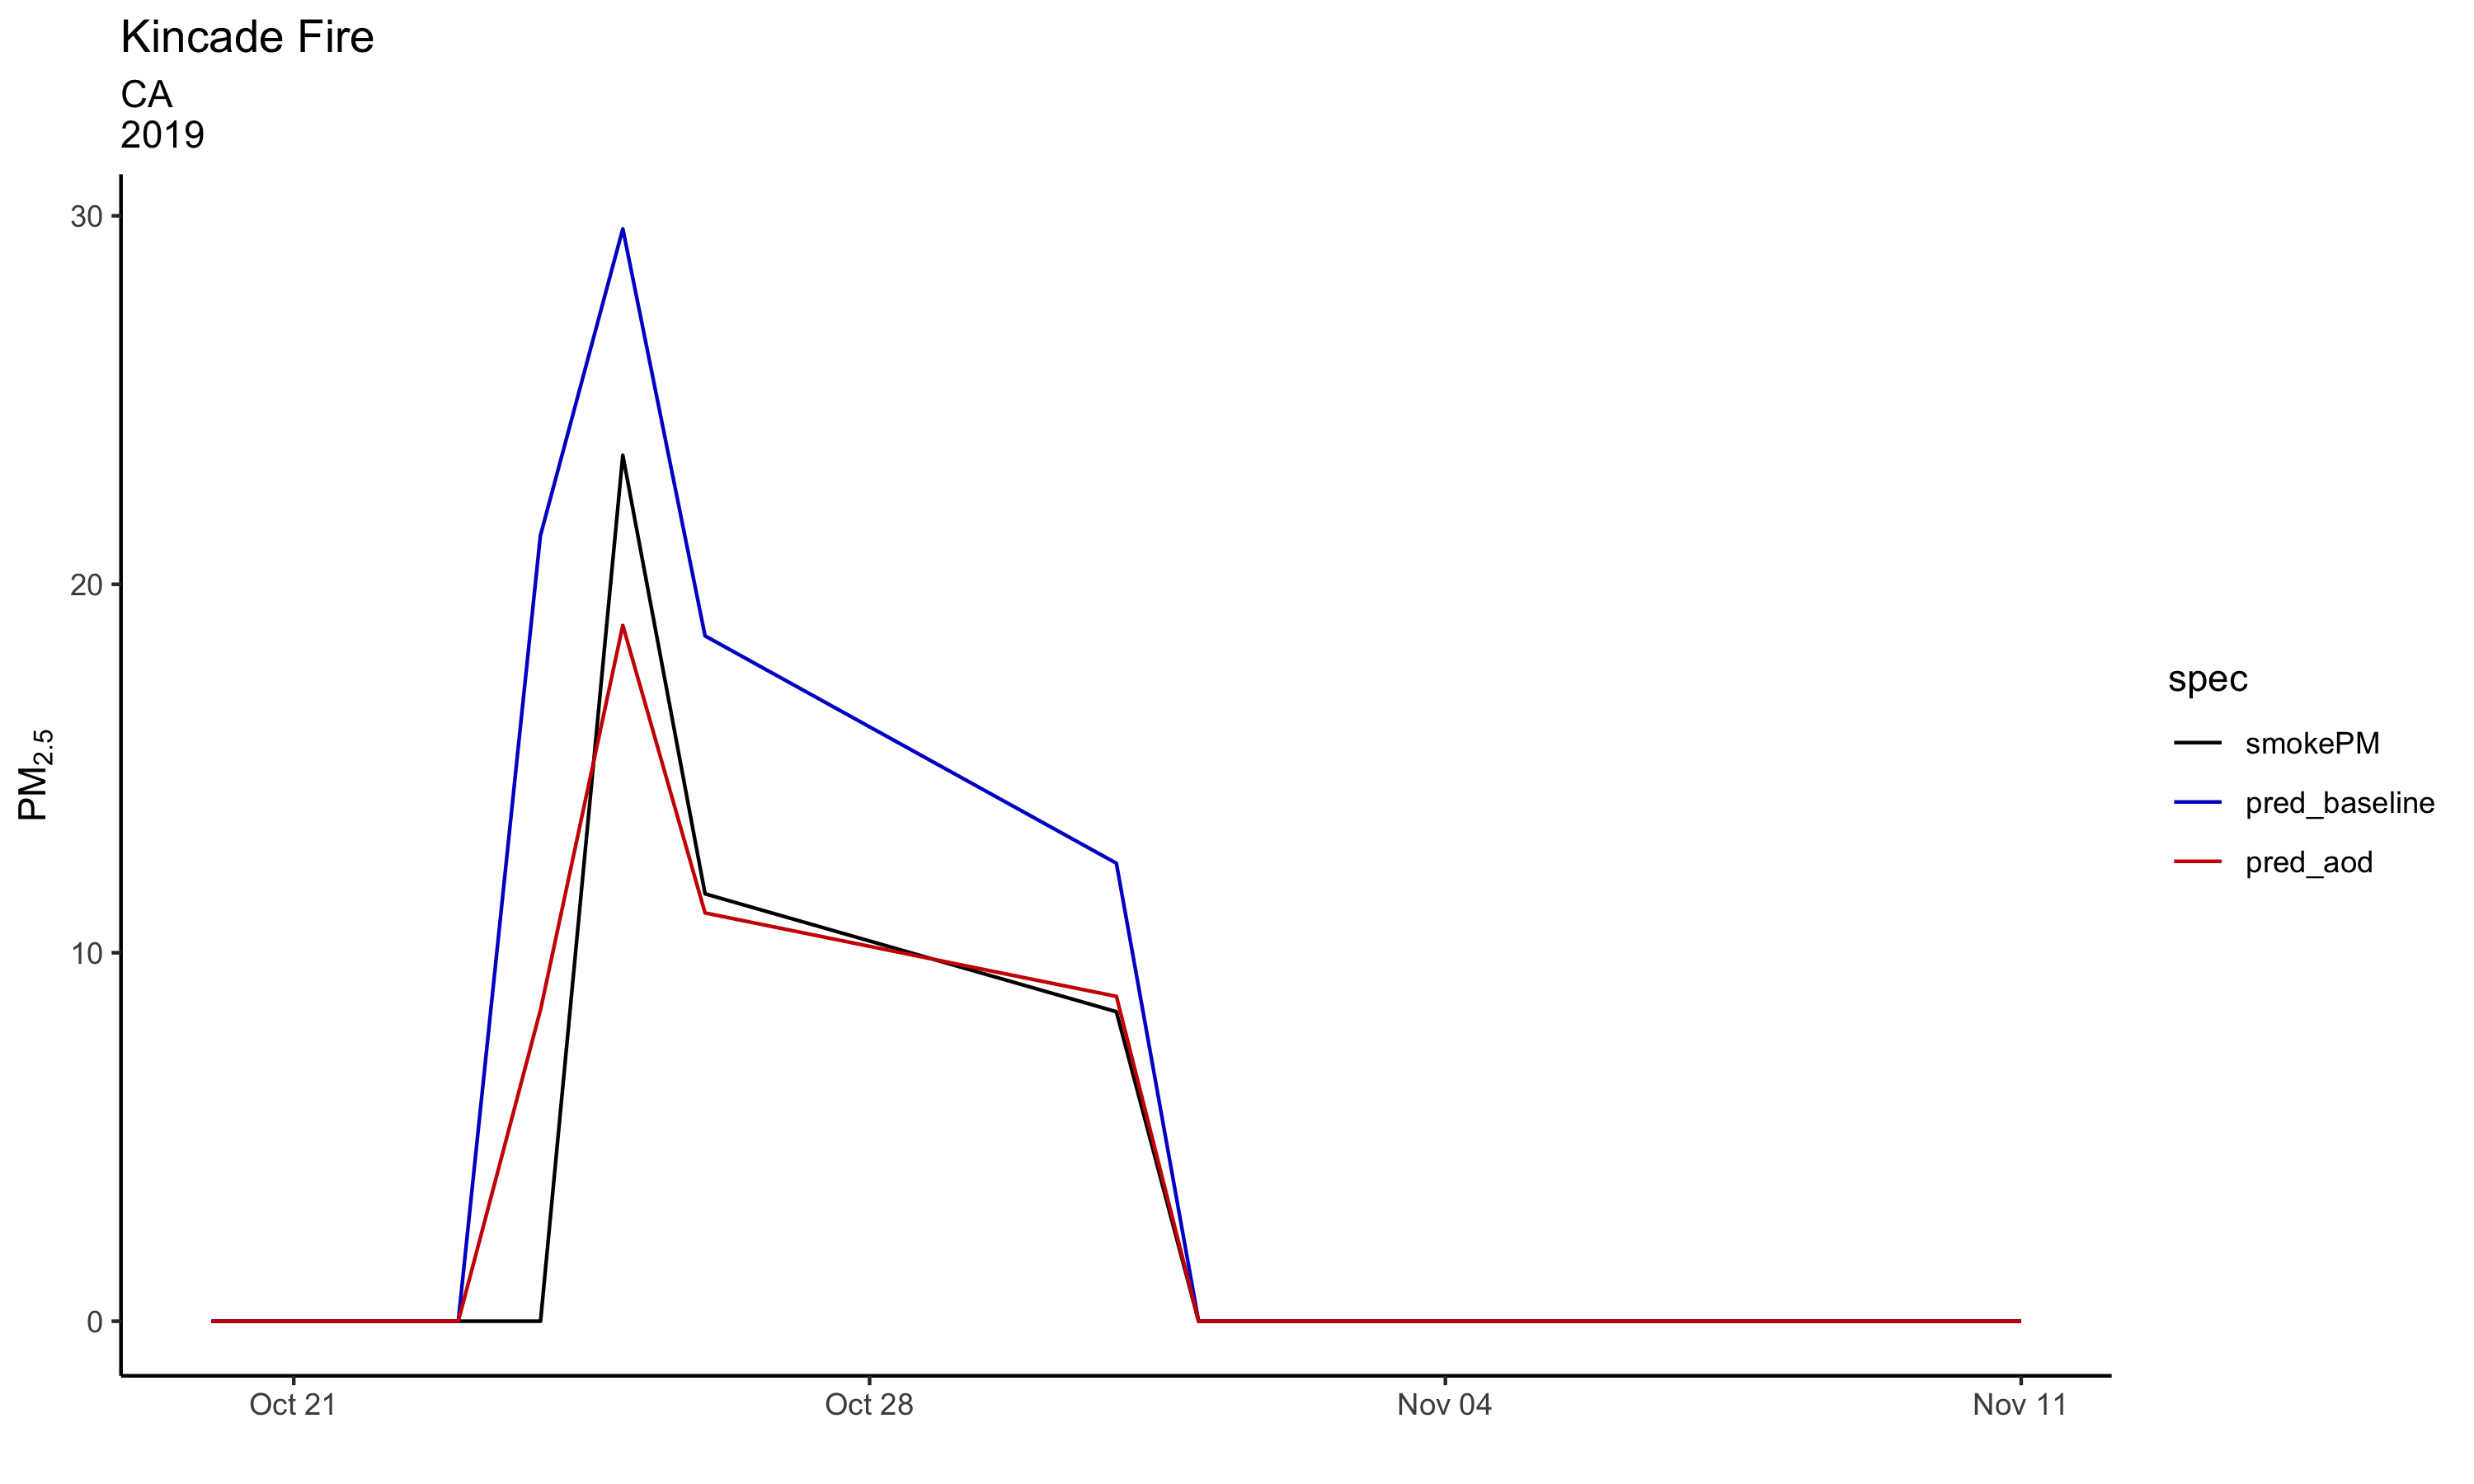 Kincade Fire
CA
2019
30
20
10
0
PM2.5
Oct 21
Oct 28
Nov 04
Nov 11
spec
smokePM
pred_baseline
pred_aod